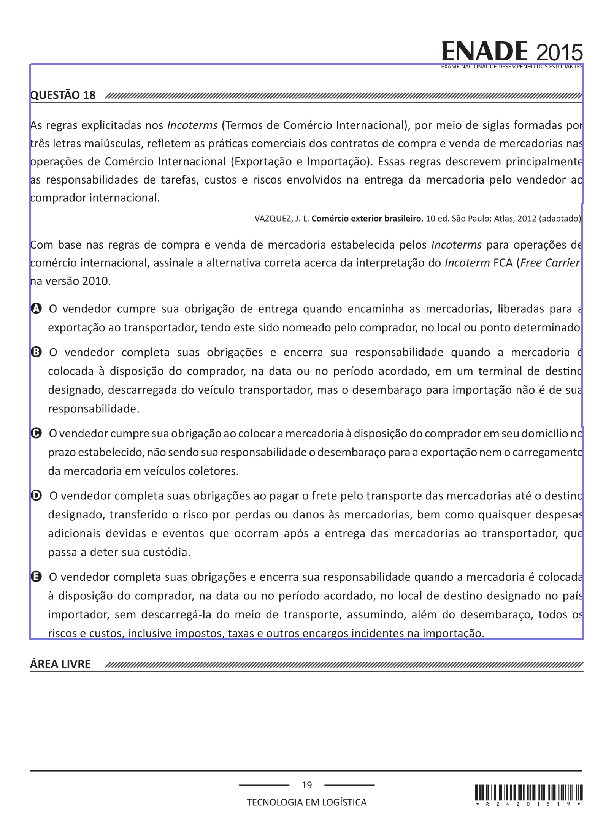 ENADE 2015
EXAME NACIONAL DE DESEMPENHO DOS ESTUDANTES
QUESTÃO 18
As regras explicitadas nos Incoterms (Termos de Comércio Internacional), por meio de siglas formadas por
três letras maiúsculas, refletem as práticas comerciais dos contratos de compra e venda de mercadorias nas
operações de Comércio Internacional (Exportação e Importação). Essas regras descrevem principalmente
as responsabilidades de tarefas, custos e riscos envolvidos na entrega da mercadoria pelo vendedor ao
comprador internacional.
VAZQUEZ, J. L. Comércio exterior brasileiro. 10 ed. São Paulo: Atlas, 2012 (adaptado)
Com base nas regras de compra e venda de mercadoria estabelecida pelos Incoterms para operações de
comércio internacional, assinale a alternativa correta acerca da interpretação do Incoterm FCA (Free Carrier
na versão 2010.
A O vendedor cumpre sua obrigação de entrega quando encaminha as mercadorias, liberadas para a
exportação ao transportador, tendo este sido nomeado pelo comprador, no local ou ponto determinado
B O vendedor completa suas obrigações e encerra sua responsabilidade quando a mercadoria é
colocada à disposição do comprador, na data ou no período acordado, em um terminal de destino
designado, descarregada do veículo transportador, mas o desembaraço para importação não é de sua
responsabilidade.
C O vendedor cumpre sua obrigação ao colocar a mercadoria à disposição do comprador em seu domicílio no
prazo estabelecido, não sendo sua responsabilidade o desembaraço para a exportação nem o carregamento
da mercadoria em veículos coletores.
D O vendedor completa suas obrigações ao pagar o frete pelo transporte das mercadorias até o destino
designado, transferido o risco por perdas ou danos às mercadorias, bem como quaisquer despesas
adicionais devidas e eventos que ocorram após a entrega das mercadorias ao transportador, que
passa a deter sua custódia.
E O vendedor completa suas obrigações e encerra sua responsabilidade quando a mercadoria é colocada
à disposição do comprador, na data ou no período acordado, no local de destino designado no país
importador, sem descarregá-la do meio de transporte, assumindo, além do desembaraço, todos os
riscos e custos, inclusive impostos, taxas e outros encargos incidentes na importação.
ÁREA LIVRE
19
TECNOLOGIA EM LOGÍSTICA
*R24201519*